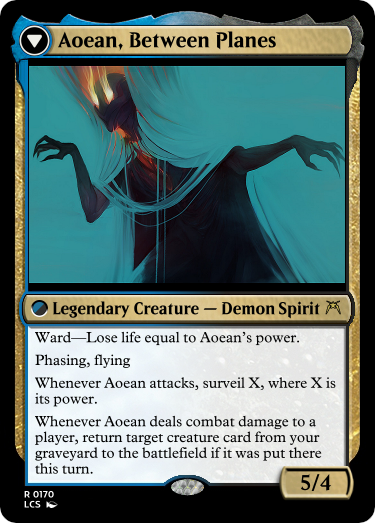 Aoean, Between Planes
Legendary Creature — Demon Spirit
Ward—Lose life equal to Aoean's power.
Phasing, flying
Whenever Aoean attacks, surveil X, where X is
its power.
Whenever Aoean deals combat damage to a
player, return target creature card from your
graveyard to the battlefield if it was put there
this turn.
5/4
R 0170
LCS